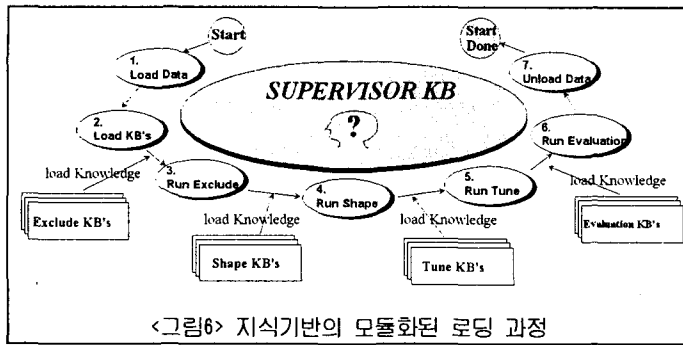 Start
Start
Done
1.
Load Data
7.
Unload Data
SUPERVISOR KB
?
2.
Load KB's
6.
Run Evaluation
load Knowledge
3.
Run Exclude
4.
Run Shape
5.
Run Tune
load Knowledge
load Knowledge
load Knowledge
Exclude KB's
Shape KB's
Tune KB's
Evaluation KB's
<그림6> 지식기반의 모듈화된 로딩 과정